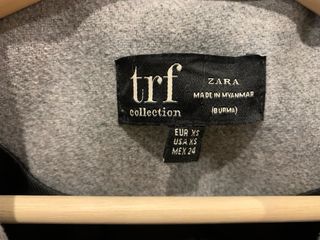 trf
collection
ZARA
MADE IN MYANMAR
(BURMA)
EUR XS
USA XS
MEX 24